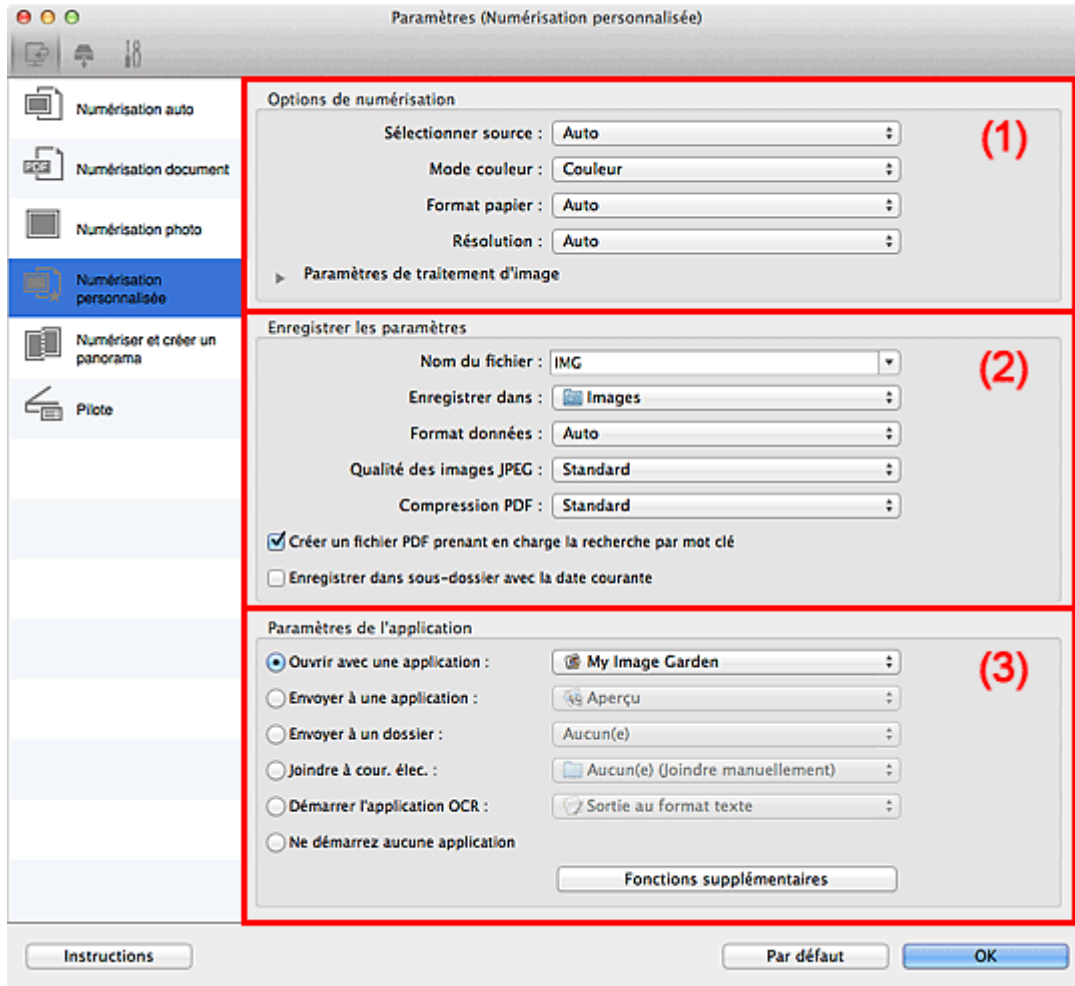 Paramètres (Numérisation personnalisée)
Numérisation auto
Numérisation document
Numérisation photo
Numérisation
personnalisée
Numériser et créer un
panorama
Pilote
Options de numérisation
(1)
Sélectionner source : Auto
Mode couleur : Couleur
Format papier : Auto
Résolution : Auto
Paramètres de traitement d'image
Enregistrer les paramètres
(2)
Nom du fichier : IMG
Enregistrer dans : Images
Format données : Auto
Qualité des images JPEG : Standard
Compression PDF : Standard
Créer un fichier PDF prenant en charge la recherche par mot clé
Enregistrer dans sous-dossier avec la date courante
Paramètres de l'application
(3)
Ouvrir avec une application : My Image Garden
Envoyer à une application : Aperçu
Envoyer à un dossier : Aucun(e)
Joindre à cour. élec. : Aucun(e) (Joindre manuellement)
Démarrer l'application OCR : Sortie au format texte
Ne démarrez aucune application
Fonctions supplémentaires
Instructions
Par défaut
OK